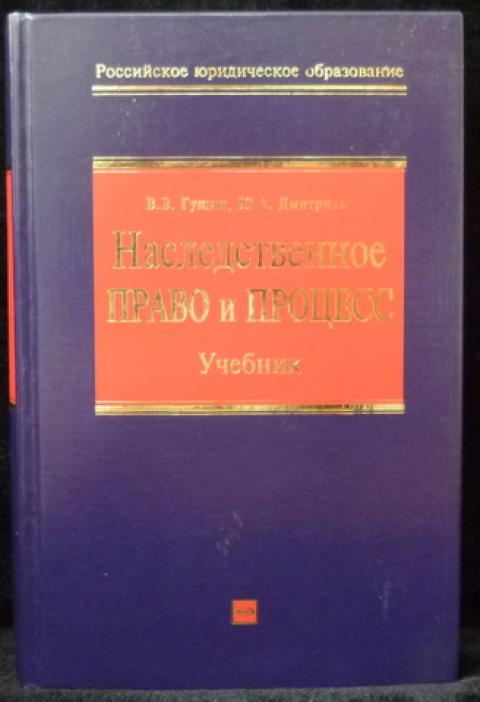 Российское юридическое образование
В.В. Гущин, Ю.А. Дмитриев
Наследственное
ПРАВО и ПРОЦЕСС
Учебник